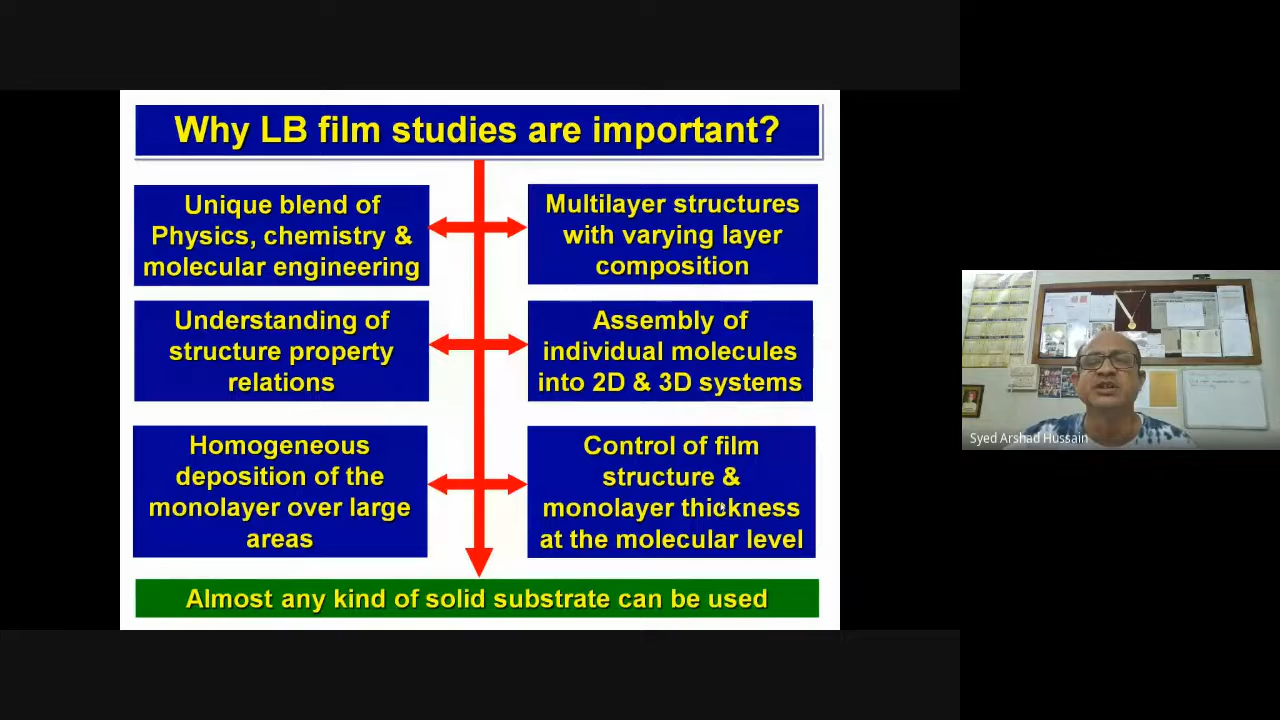 Why LB film studies are important?
Unique blend of
Physics, chemistry &
molecular engineering
Multilayer structures
with varying layer
composition
Understanding of
structure property
relations
Assembly of
individual molecules
into 2D & 3D systems
Homogeneous
deposition of the
monolayer over large
areas
Control of film
structure &
monolayer thickness
at the molecular level
Almost any kind of solid substrate can be used
Syed Arshad Hussain